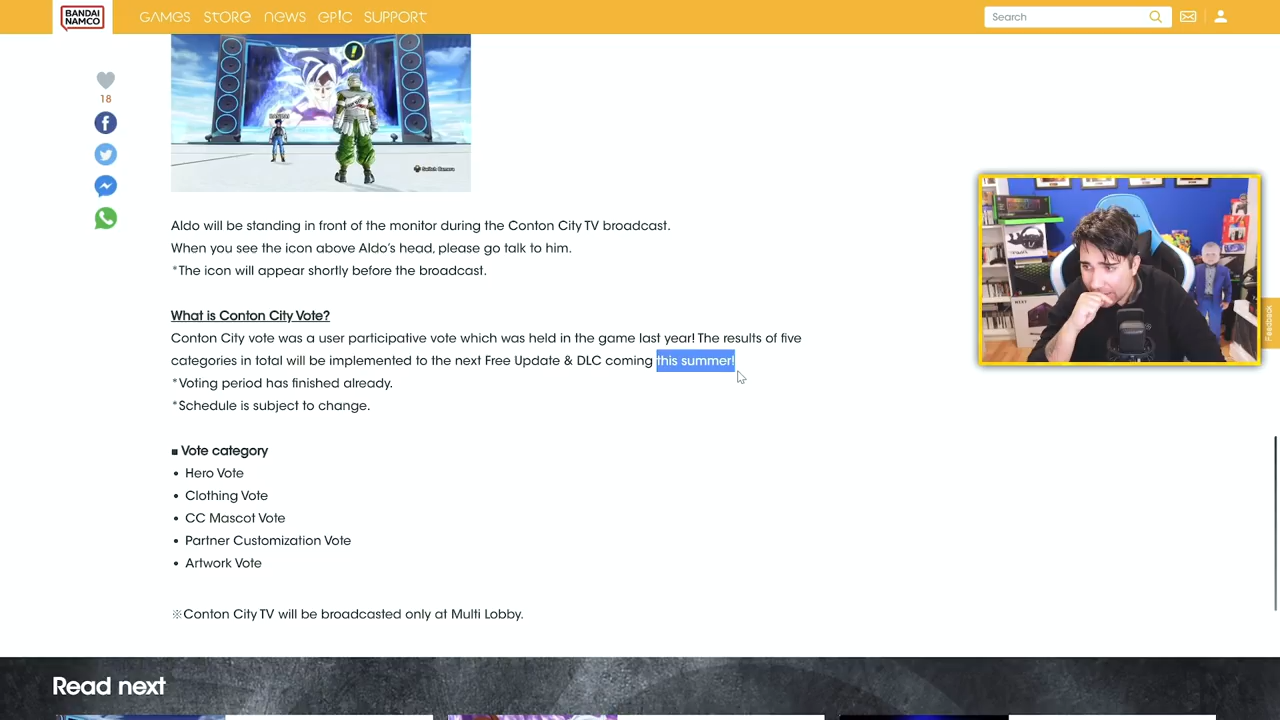 BANDAI
NAMCO
GAMES STORE NEWS EPIC SUPPORT
Search
18
Switch Camera
Aldo will be standing in front of the monitor during the Conton City TV broadcast.
When you see the icon above Aldo's head, please go talk to him.
*The icon will appear shortly before the broadcast.
What is Conton City Vote?
Conton City vote was a user participative vote which was held in the game last year! The results of five
categories in total will be implemented to the next Free Update & DLC coming this summer!
*Voting period has finished already.
*Schedule is subject to change.
■ Vote category
• Hero Vote
• Clothing Vote
• CC Mascot Vote
• Partner Customization Vote
• Artwork Vote
※Conton City TV will be broadcasted only at Multi Lobby.
Feedback
Read next